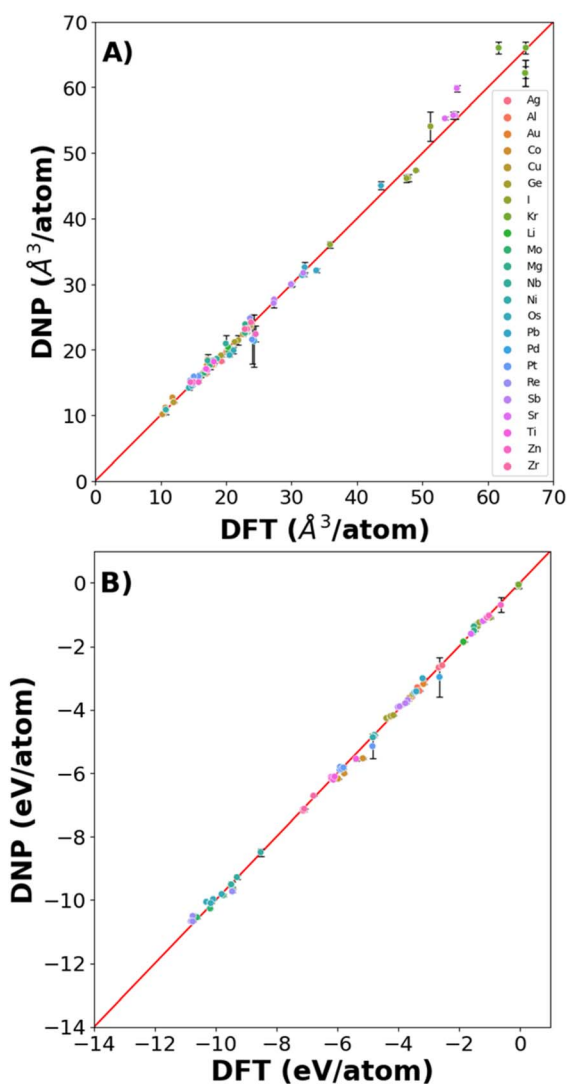 A)
70
60
50
40
30
20
10
0
DNP (Å³/atom)
Ag
Al
Au
Co
Cu
Ge
I
Kr
Li
Mo
Mg
Nb
Ni
Os
Pb
Pd
Pt
Re
Sb
Sr
Ti
Zn
Zr
0 10 20 30 40 50 60 70
DFT (Å³/atom)
B)
0
−2
−4
−6
−8
−10
−12
−14
DNP (eV/atom)
−14 −12 −10 −8 −6 −4 −2 0
DFT (eV/atom)